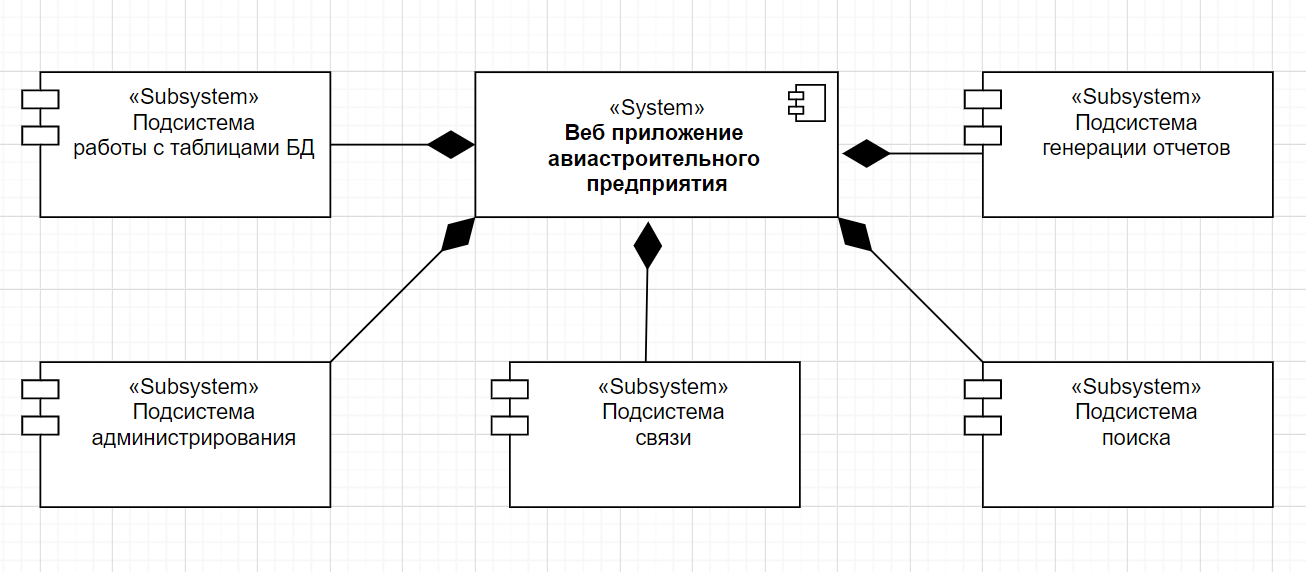 «Subsystem»
Подсистема
работы с таблицами БД
«System»
Веб приложение
авиастроительного
предприятия
«Subsystem»
Подсистема
генерации отчетов
«Subsystem»
Подсистема
администрирования
«Subsystem»
Подсистема
связи
«Subsystem»
Подсистема
поиска